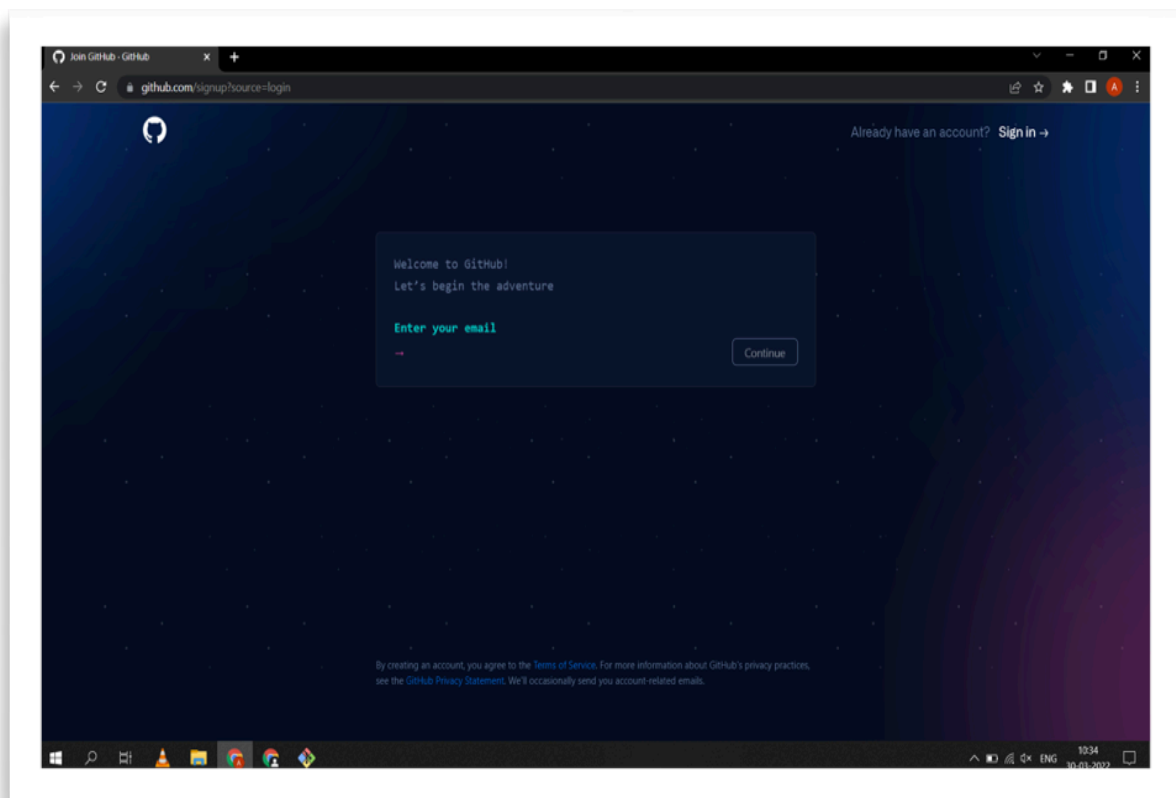 Join GitHub · GitHub
github.com/signup?source=login
Already have an account? Sign in →
Welcome to GitHub!
Let's begin the adventure
Enter your email
→
Continue
By creating an account, you agree to the Terms of Service. For more information about GitHub's privacy practices,
see the GitHub Privacy Statement. We'll occasionally send you account-related emails.
A
ENG
10:34
30-03-2022